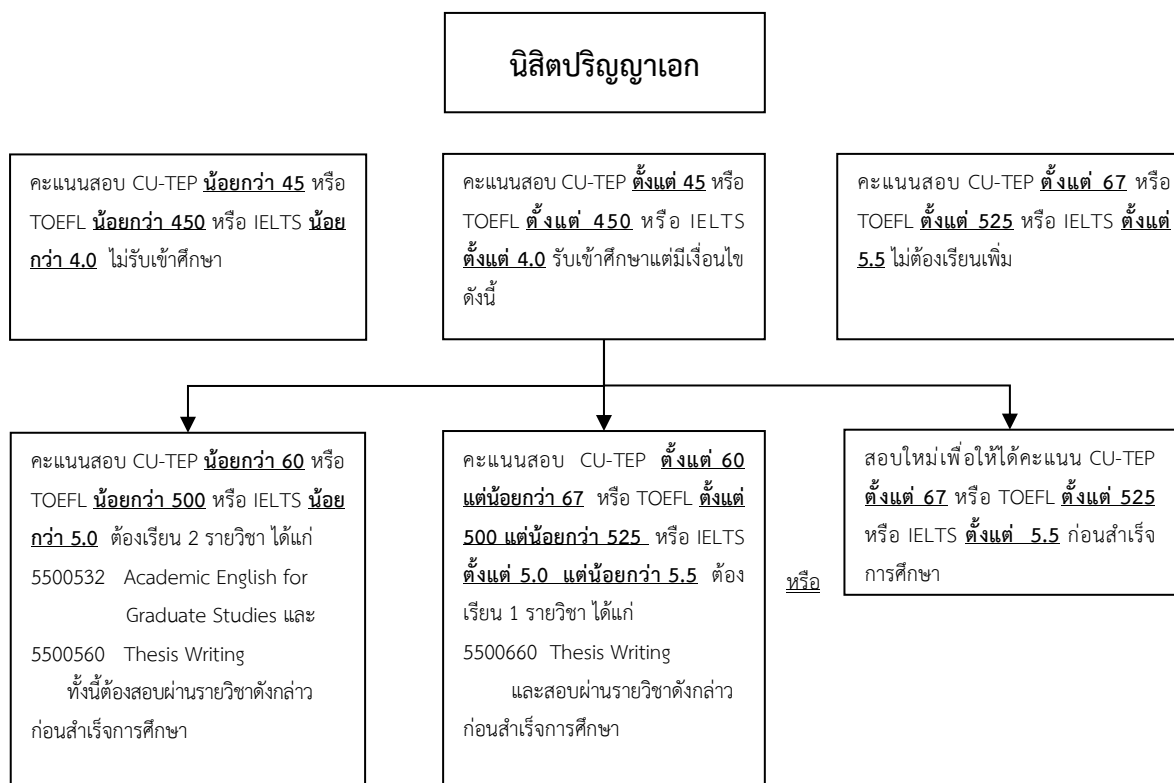 นิสิตปริญญาเอก
คะแนนสอบ CU-TEP น้อยกว่า 45 หรือ
TOEFL น้อยกว่า 450 หรือ IELTS น้อย
กว่า 4.0 ไม่รับเข้าศึกษา
คะแนนสอบ CU-TEP ตั้งแต่ 45 หรือ
TOEFL ตั้งแต่ 450 หรือ IELTS
ตั้งแต่ 4.0 รับเข้าศึกษาแต่มีเงื่อนไข
ดังนี้
คะแนนสอบ CU-TEP ตั้งแต่ 67 หรือ
TOEFL ตั้งแต่ 525 หรือ IELTS ตั้งแต่
5.5 ไม่ต้องเรียนเพิ่ม
คะแนนสอบ CU-TEP น้อยกว่า 60 หรือ
TOEFL น้อยกว่า 500 หรือ IELTS น้อย
กว่า 5.0 ต้องเรียน 2 รายวิชา ได้แก่
5500532 Academic English for
Graduate Studies และ
5500560 Thesis Writing
ทั้งนี้ต้องสอบผ่านรายวิชาดังกล่าว
ก่อนสำเร็จการศึกษา
คะแนนสอบ CU-TEP ตั้งแต่ 60
แต่น้อยกว่า 67 หรือ TOEFL ตั้งแต่
500 แต่น้อยกว่า 525 หรือ IELTS
ตั้งแต่ 5.0 แต่น้อยกว่า 5.5 ต้อง
เรียน 1 รายวิชา ได้แก่
5500660 Thesis Writing
และสอบผ่านรายวิชาดังกล่าว
ก่อนสำเร็จการศึกษา
หรือ
สอบใหม่เพื่อให้ได้คะแนน CU-TEP
ตั้งแต่ 67 หรือ TOEFL ตั้งแต่ 525
หรือ IELTS ตั้งแต่ 5.5 ก่อนสำเร็จ
การศึกษา